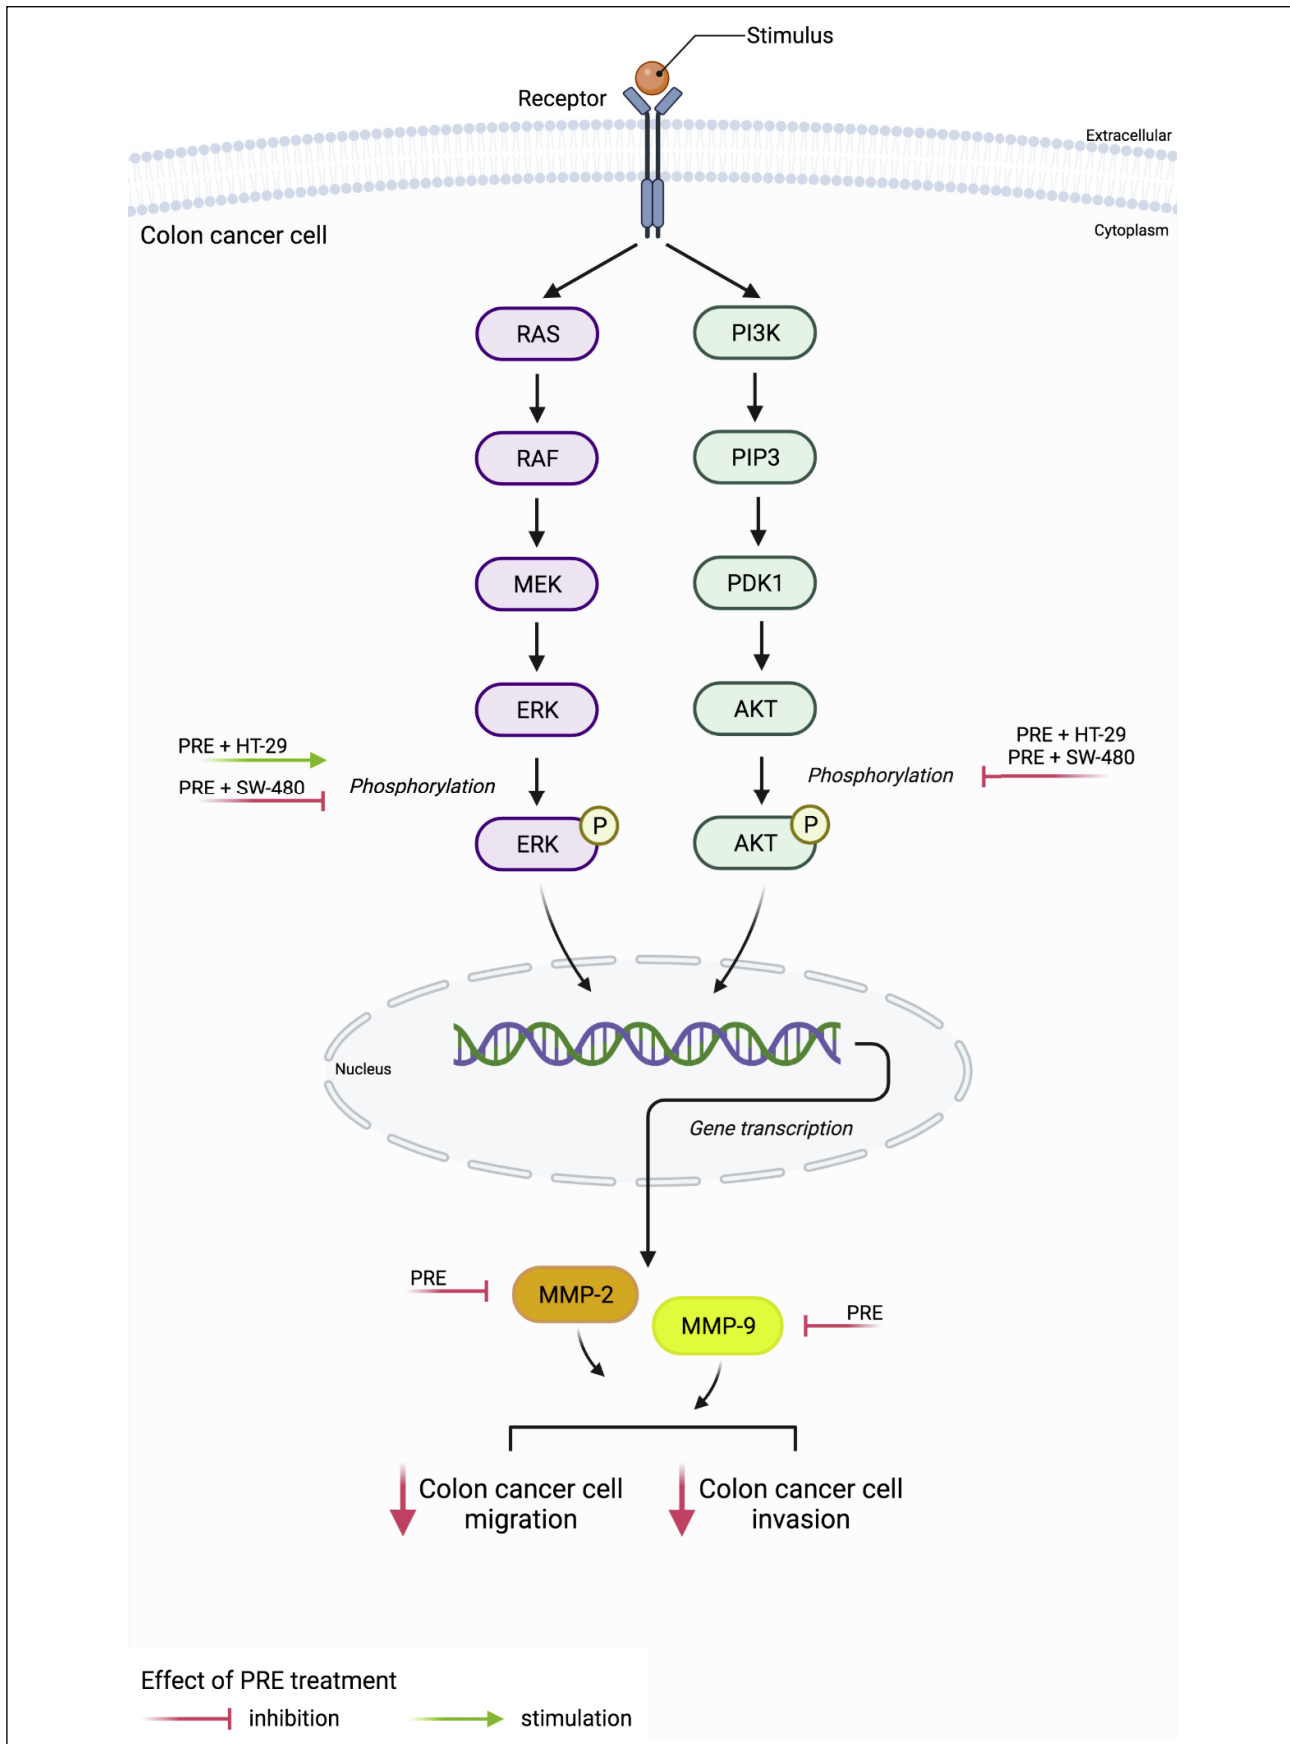 Stimulus
Receptor
Extracellular
Colon cancer cell
Cytoplasm
RAS
PI3K
RAF
PIP3
MEK
PDK1
ERK
AKT
PRE + HT-29
PRE + SW-480
Phosphorylation
Phosphorylation
PRE + HT-29
PRE + SW-480
ERK
P
AKT
P
Nucleus
Gene transcription
PRE
MMP-2
MMP-9
PRE
Colon cancer cell
migration
Colon cancer cell
invasion
Effect of PRE treatment
inhibition
stimulation